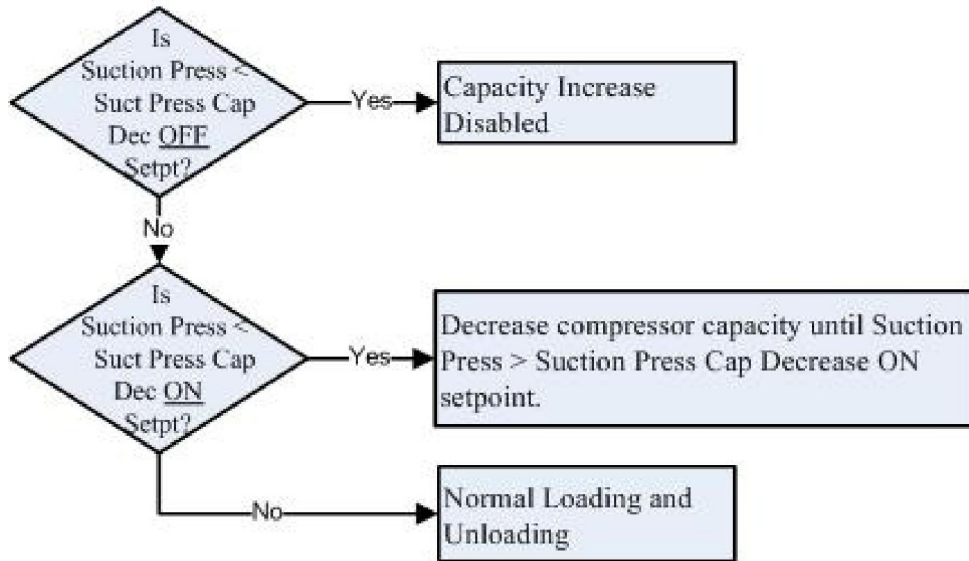 Is
Suction Press <
Suct Press Cap
Dec OFF
Setpt?
Yes
Capacity Increase
Disabled
No
Is
Suction Press <
Suct Press Cap
Dec ON
Setpt?
Yes
Decrease compressor capacity until Suction
Press > Suction Press Cap Decrease ON
setpoint.
No
Normal Loading and
Unloading